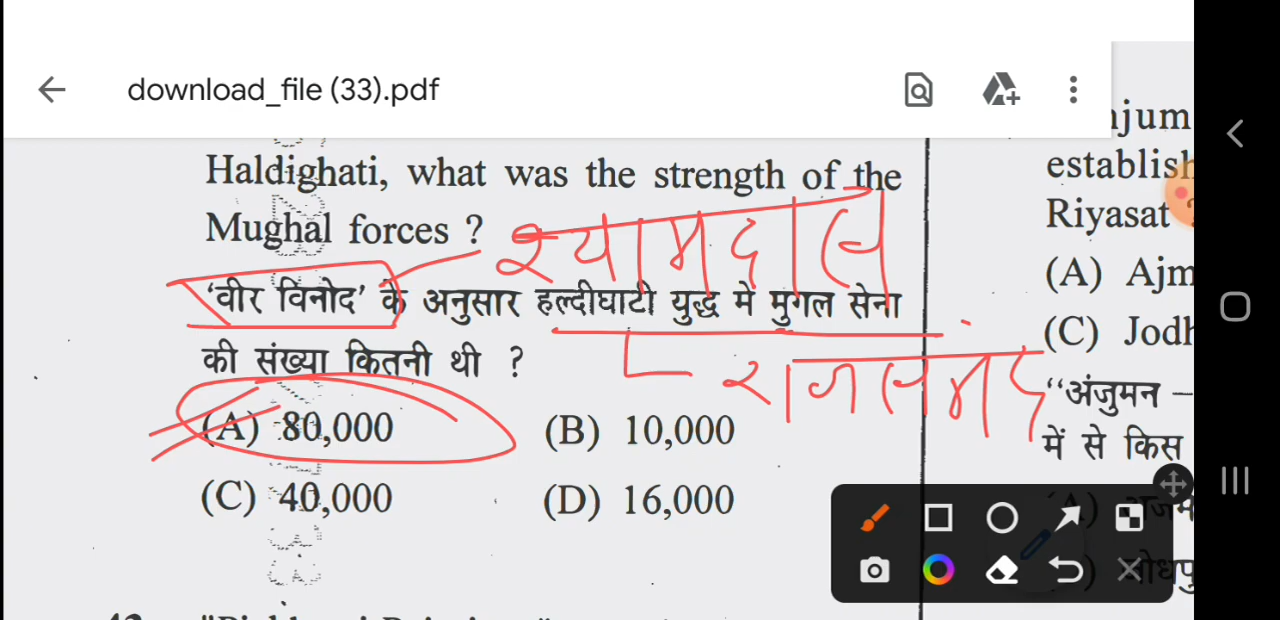 download_file (33).pdf
Haldighati, what was the strength of the
Mughal forces ?
श्यामदास
'वीर विनोद' के अनुसार हल्दीघाटी युद्ध मे मुगल सेना
की संख्या कितनी थी ?
राजसमंद
(A) 80,000
(B) 10,000
(C) 40,000
(D) 16,000
njum
establish
Riyasat ?
(A) Ajm
(C) Jodh
"अंजुमन –
में से किस